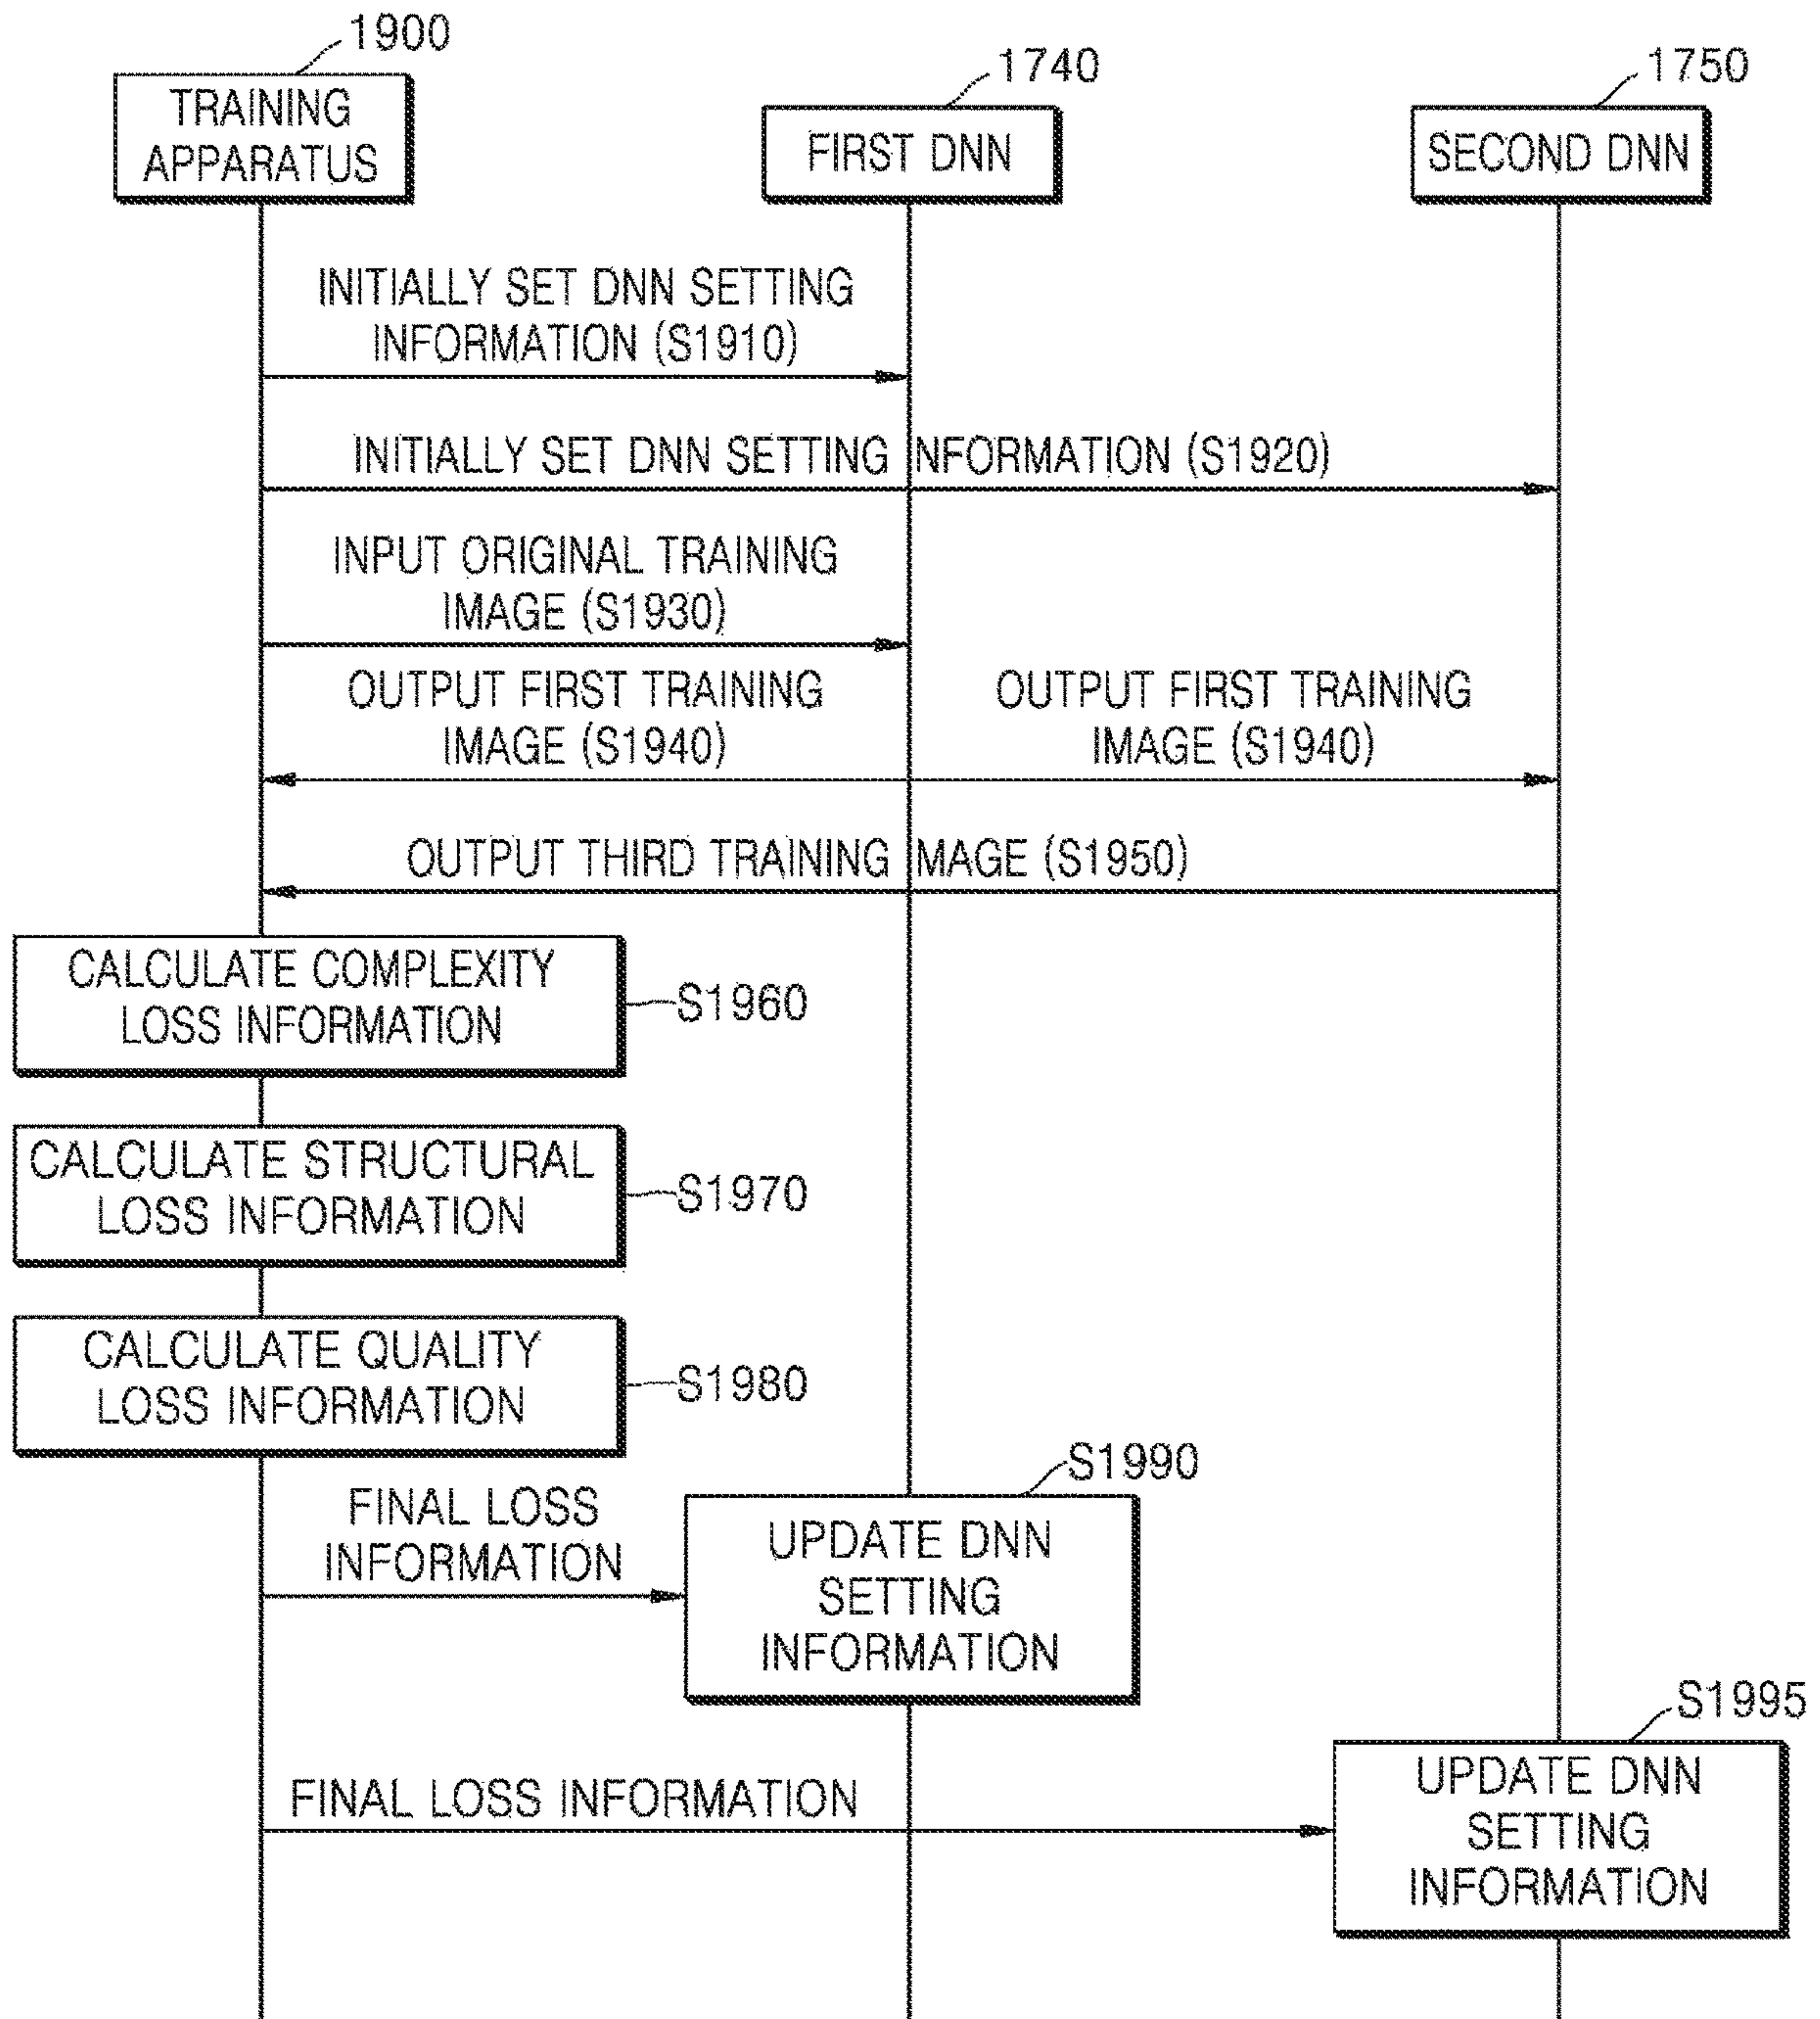 1900
1740
1750
TRAINING
APPARATUS
FIRST DNN
SECOND DNN
INITIALLY SET DNN SETTING
INFORMATION (S1910)
INITIALLY SET DNN SETTING INFORMATION (S1920)
INPUT ORIGINAL TRAINING
IMAGE (S1930)
OUTPUT FIRST TRAINING
IMAGE (S1940)
OUTPUT FIRST TRAINING
IMAGE (S1940)
OUTPUT THIRD TRAINING IMAGE (S1950)
CALCULATE COMPLEXITY
LOSS INFORMATION
S1960
CALCULATE STRUCTURAL
LOSS INFORMATION
S1970
CALCULATE QUALITY
LOSS INFORMATION
S1980
FINAL LOSS
INFORMATION
S1990
UPDATE DNN
SETTING
INFORMATION
FINAL LOSS INFORMATION
S1995
UPDATE DNN
SETTING
INFORMATION